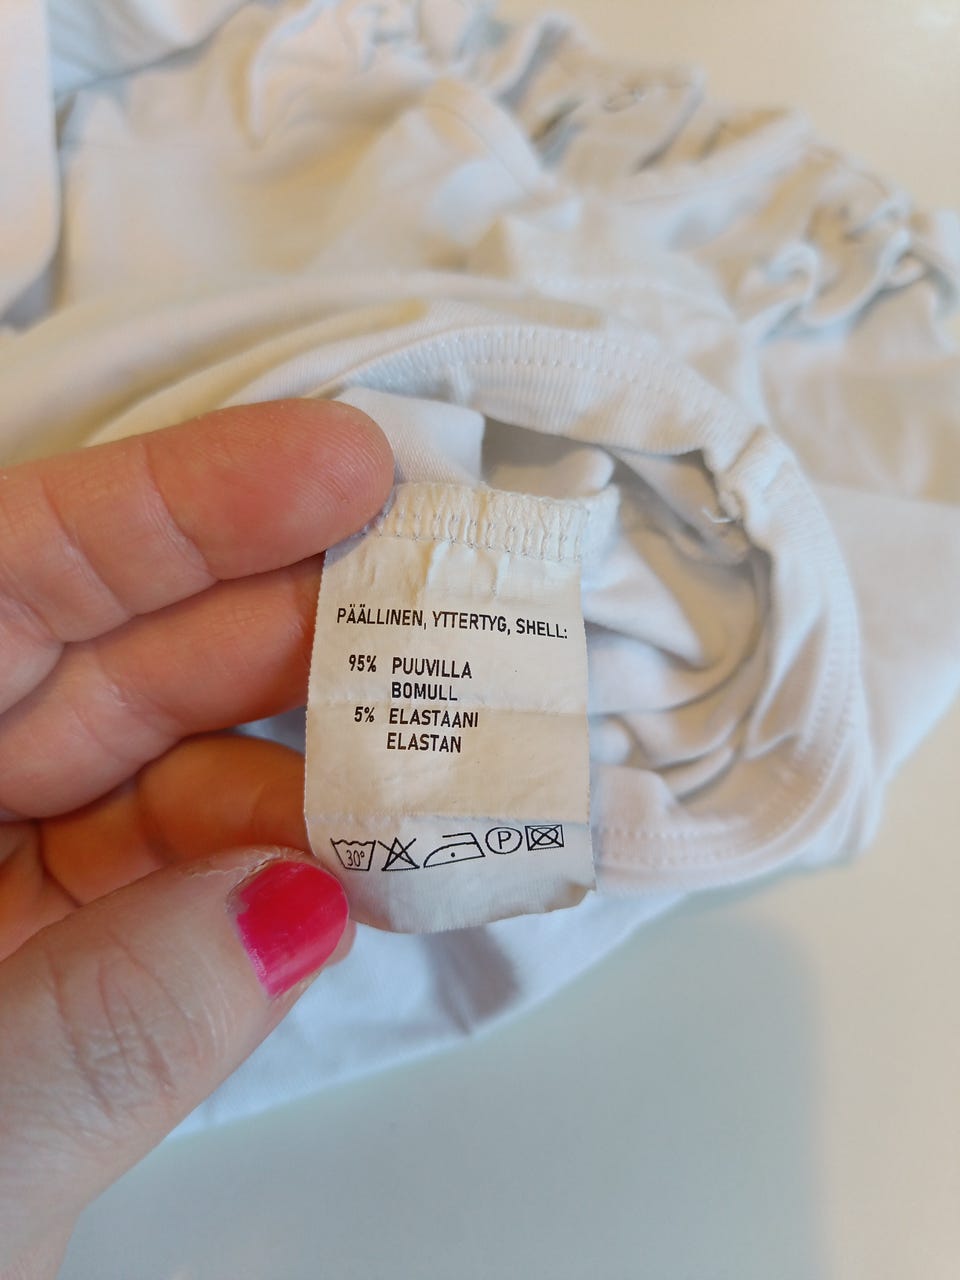 PÄÄLLINEN, YTTERTYG, SHELL:
95% PUUVILLA
BOMULL
5% ELASTAANI
ELASTAN
30° P